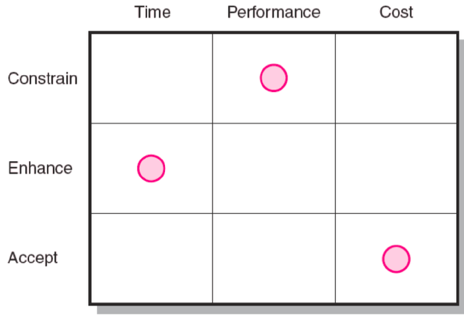 Time Performance Cost
Constrain
Enhance
Accept